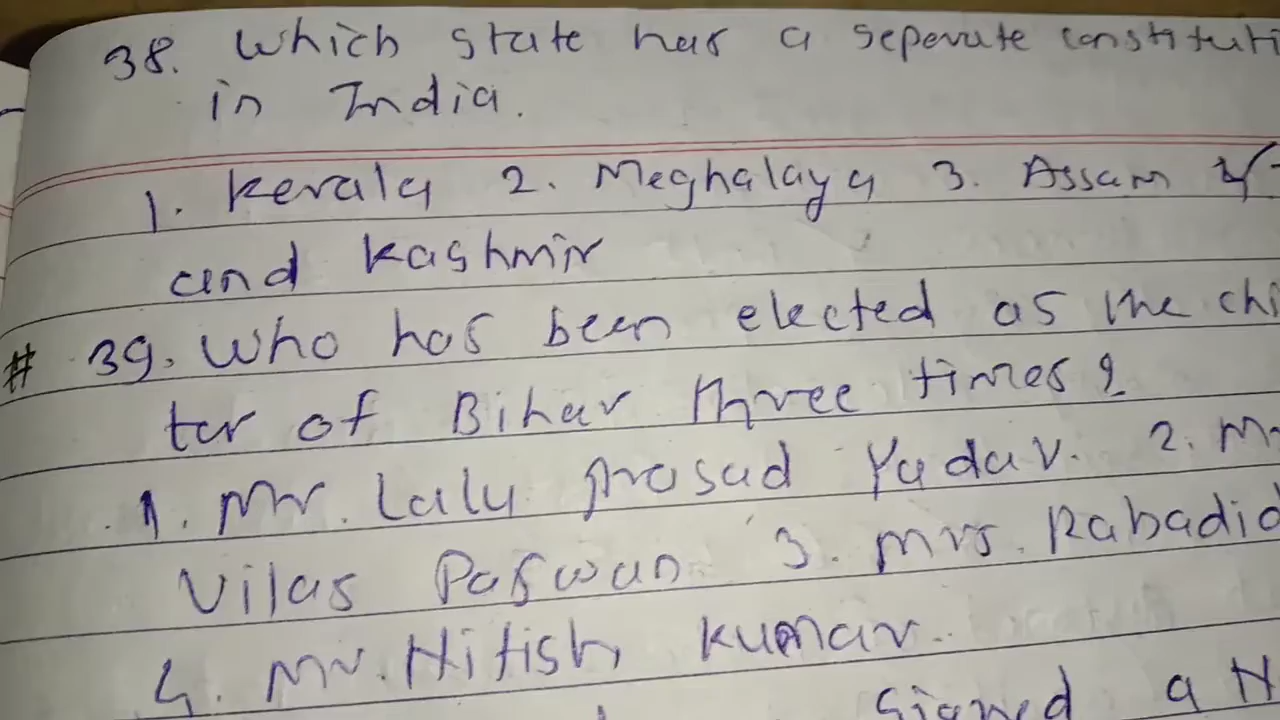 38. Which state has a seperate constituti
in India.
1. Kerala 2. Meghalaya 3. Assam
and Kashmir
# 39. Who has been elected as the chi
ter of Bihar three times?
1. Mr. Lalu Prasad Yadav. 2. M
Vilas Paswan 3. Mrs. Rabadid
4. Mr. Nitish Kumar.
signed a N